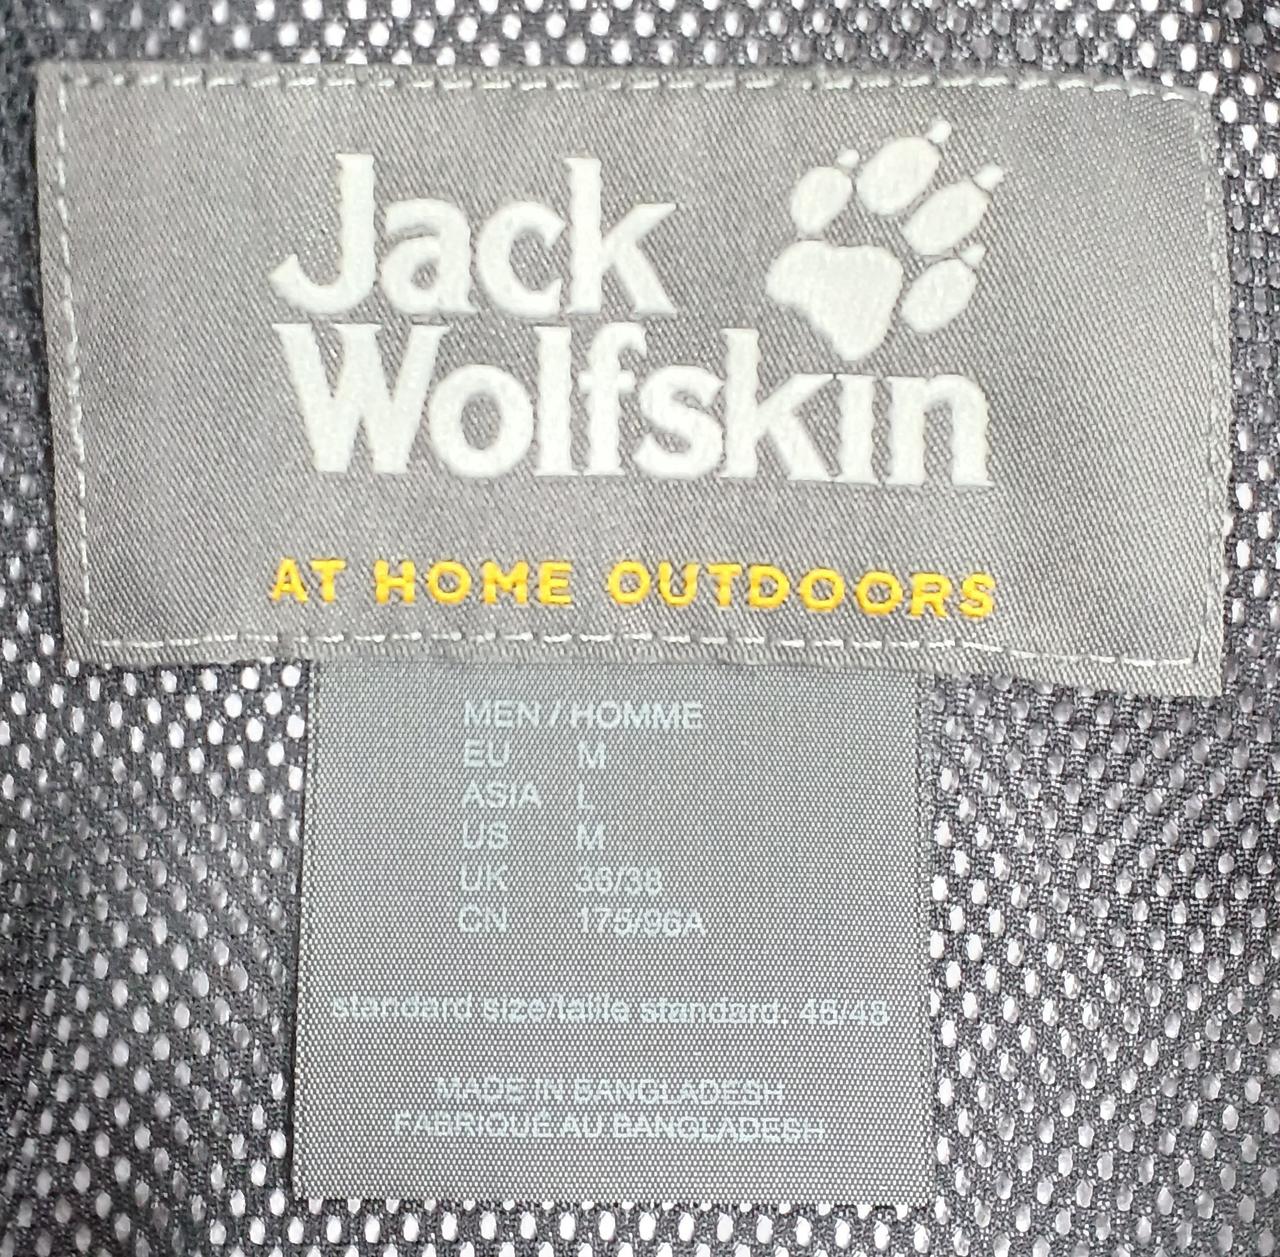 Jack
Wolfskin
AT HOME OUTDOORS
MEN / HOMME
EU M
ASIA L
US M
UK 36/38
CN 175/96A
standard size/taille standard: 46/48
MADE IN BANGLADESH
FABRIQUÉ AU BANGLADESH